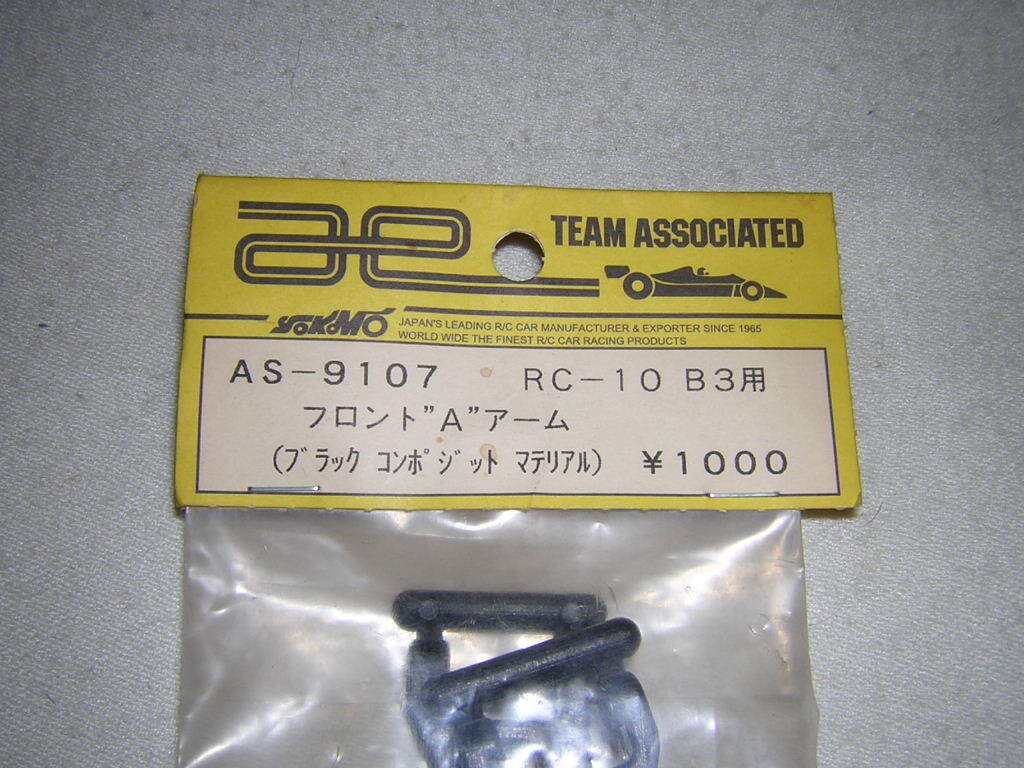 ae
TEAM ASSOCIATED
YOKOMO
JAPAN'S LEADING R/C CAR MANUFACTURER & EXPORTER SINCE 1965
WORLD WIDE THE FINEST R/C CAR RACING PRODUCTS
AS-9107 RC-10 B3用
フロント"A"アーム
(ブラック コンポジット マテリアル) ¥1000